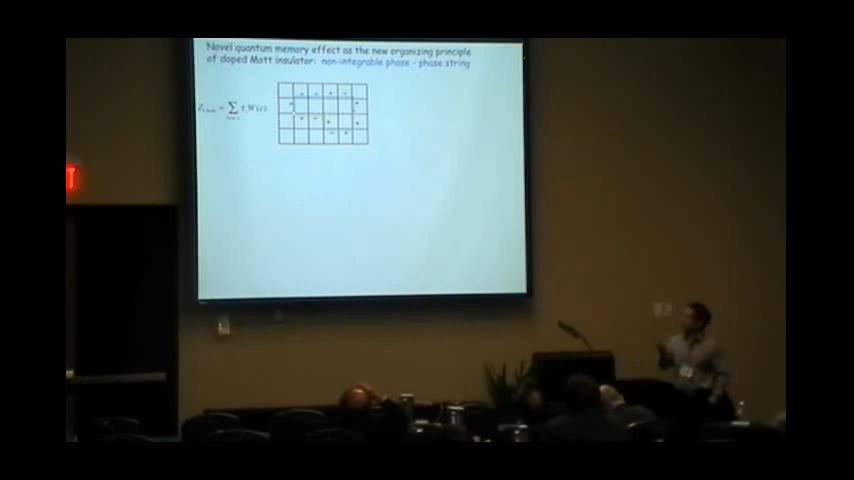 Novel quantum memory effect as the new organizing principle
of doped Mott insulator: non-integrable phase - phase string